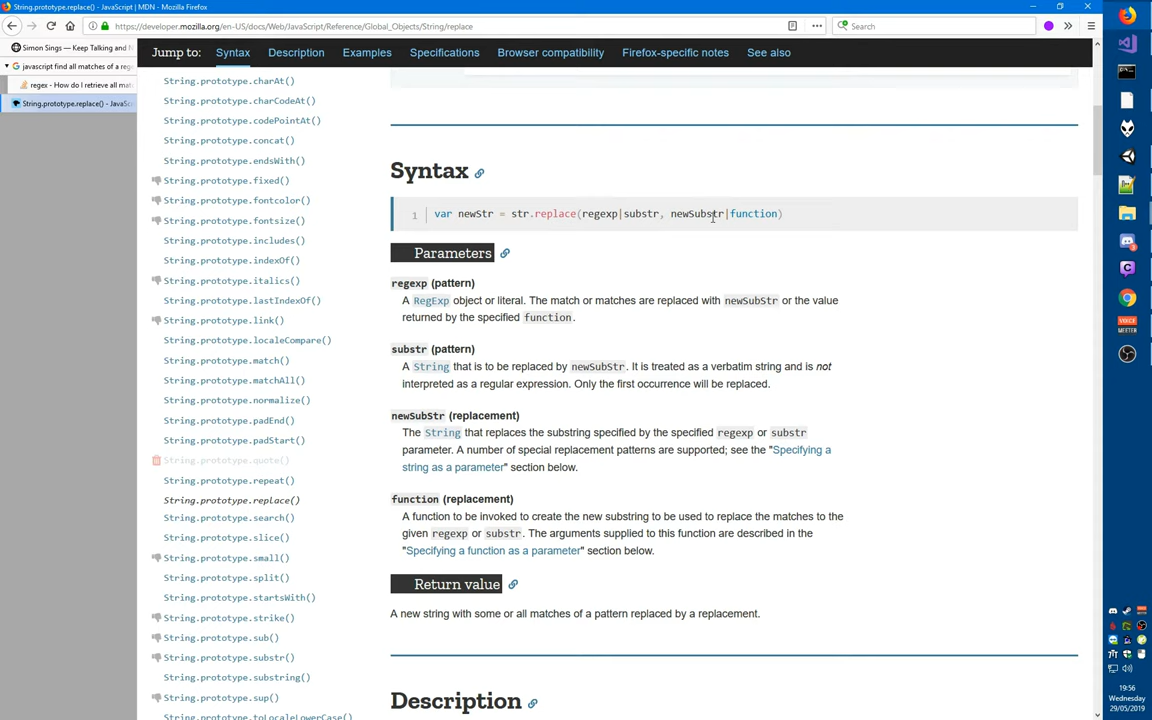 String.prototype.replace() - JavaScript | MDN - Mozilla Firefox
https://developer.mozilla.org/en-US/docs/Web/JavaScript/Reference/Global_Objects/String/replace
Search
Simon Sings — Keep Talking and N
javascript find all matches of a reg
regex - How do I retrieve all mat
String.prototype.replace() - JavaSc
Jump to:
Syntax
Description
Examples
Specifications
Browser compatibility
Firefox-specific notes
See also
String.prototype.charAt()
String.prototype.charCodeAt()
String.prototype.codePointAt()
String.prototype.concat()
String.prototype.endsWith()
String.prototype.fixed()
String.prototype.fontcolor()
String.prototype.fontsize()
String.prototype.includes()
String.prototype.indexOf()
String.prototype.italics()
String.prototype.lastIndexOf()
String.prototype.link()
String.prototype.localeCompare()
String.prototype.match()
String.prototype.matchAll()
String.prototype.normalize()
String.prototype.padEnd()
String.prototype.padStart()
String.prototype.quote()
String.prototype.repeat()
String.prototype.replace()
String.prototype.search()
String.prototype.slice()
String.prototype.small()
String.prototype.split()
String.prototype.startsWith()
String.prototype.strike()
String.prototype.sub()
String.prototype.substr()
String.prototype.substring()
String.prototype.sup()
String.prototype.toLocaleLowerCase()
Syntax
1 var newStr = str.replace(regexp|substr, newSubstr|function)
Parameters
regexp (pattern)
A RegExp object or literal. The match or matches are replaced with newSubStr or the value
returned by the specified function.
substr (pattern)
A String that is to be replaced by newSubStr. It is treated as a verbatim string and is not
interpreted as a regular expression. Only the first occurrence will be replaced.
newSubStr (replacement)
The String that replaces the substring specified by the specified regexp or substr
parameter. A number of special replacement patterns are supported; see the "Specifying a
string as a parameter" section below.
function (replacement)
A function to be invoked to create the new substring to be used to replace the matches to the
given regexp or substr. The arguments supplied to this function are described in the
"Specifying a function as a parameter" section below.
Return value
A new string with some or all matches of a pattern replaced by a replacement.
Description
VOICE
MEETER
19:56
Wednesday
29/05/2019